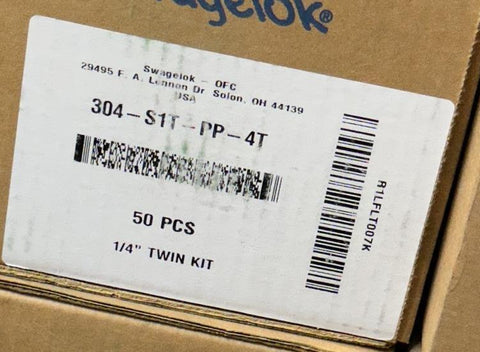 Swagelok®
Swagelok - OFC
29495 F. A. Lennon Dr Solon, OH 44139
USA
304-S1T-PP-4T
50 PCS
1/4" TWIN KIT
R1LFLT007K